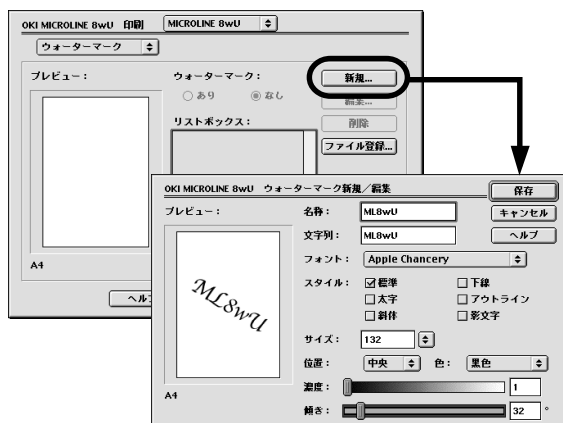 OKI MICROLINE 8wU 印刷 MICROLINE 8wU
ウォーターマーク
プレビュー：
ウォーターマーク：
新規...
あり なし
編集...
リストボックス：
削除
ファイル登録...
A4
ヘル
OKI MICROLINE 8wU ウォーターマーク新規／編集
保存
プレビュー：
名称： ML8wU
キャンセル
文字列： ML8wU
ヘルプ
フォント： Apple Chancery
スタイル： 標準 下線
太字 アウトライン
斜体 影文字
ML8wU
サイズ： 132
位置： 中央 色： 黒色
濃度： 1
A4
傾き： 32 °